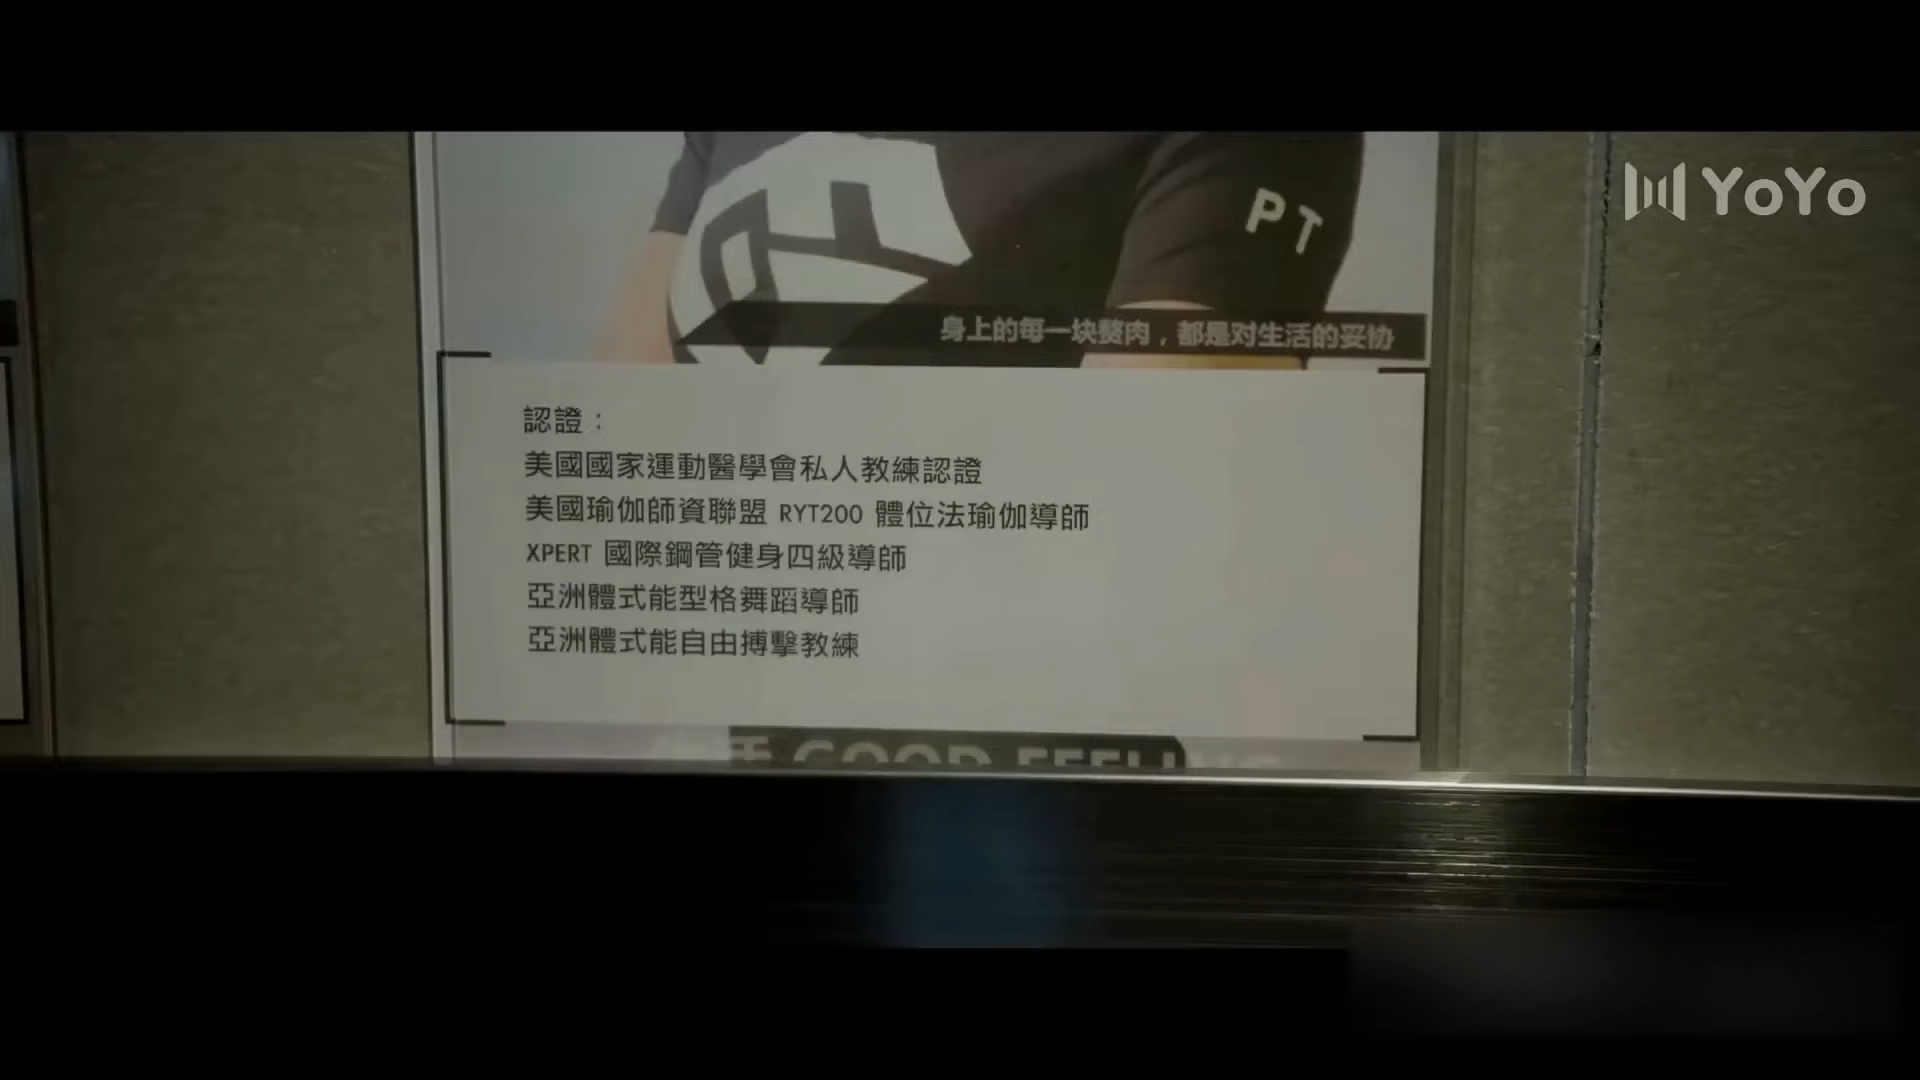 YoYo
PT
身上的每一块赘肉，都是对生活的妥协
認證：
美國國家運動醫學會私人教練認證
美國瑜伽師資聯盟 RYT200 體位法瑜伽導師
XPERT 國際鋼管健身四級導師
亞洲體式能型格舞蹈導師
亞洲體式能自由搏擊教練
GOOD FEELING